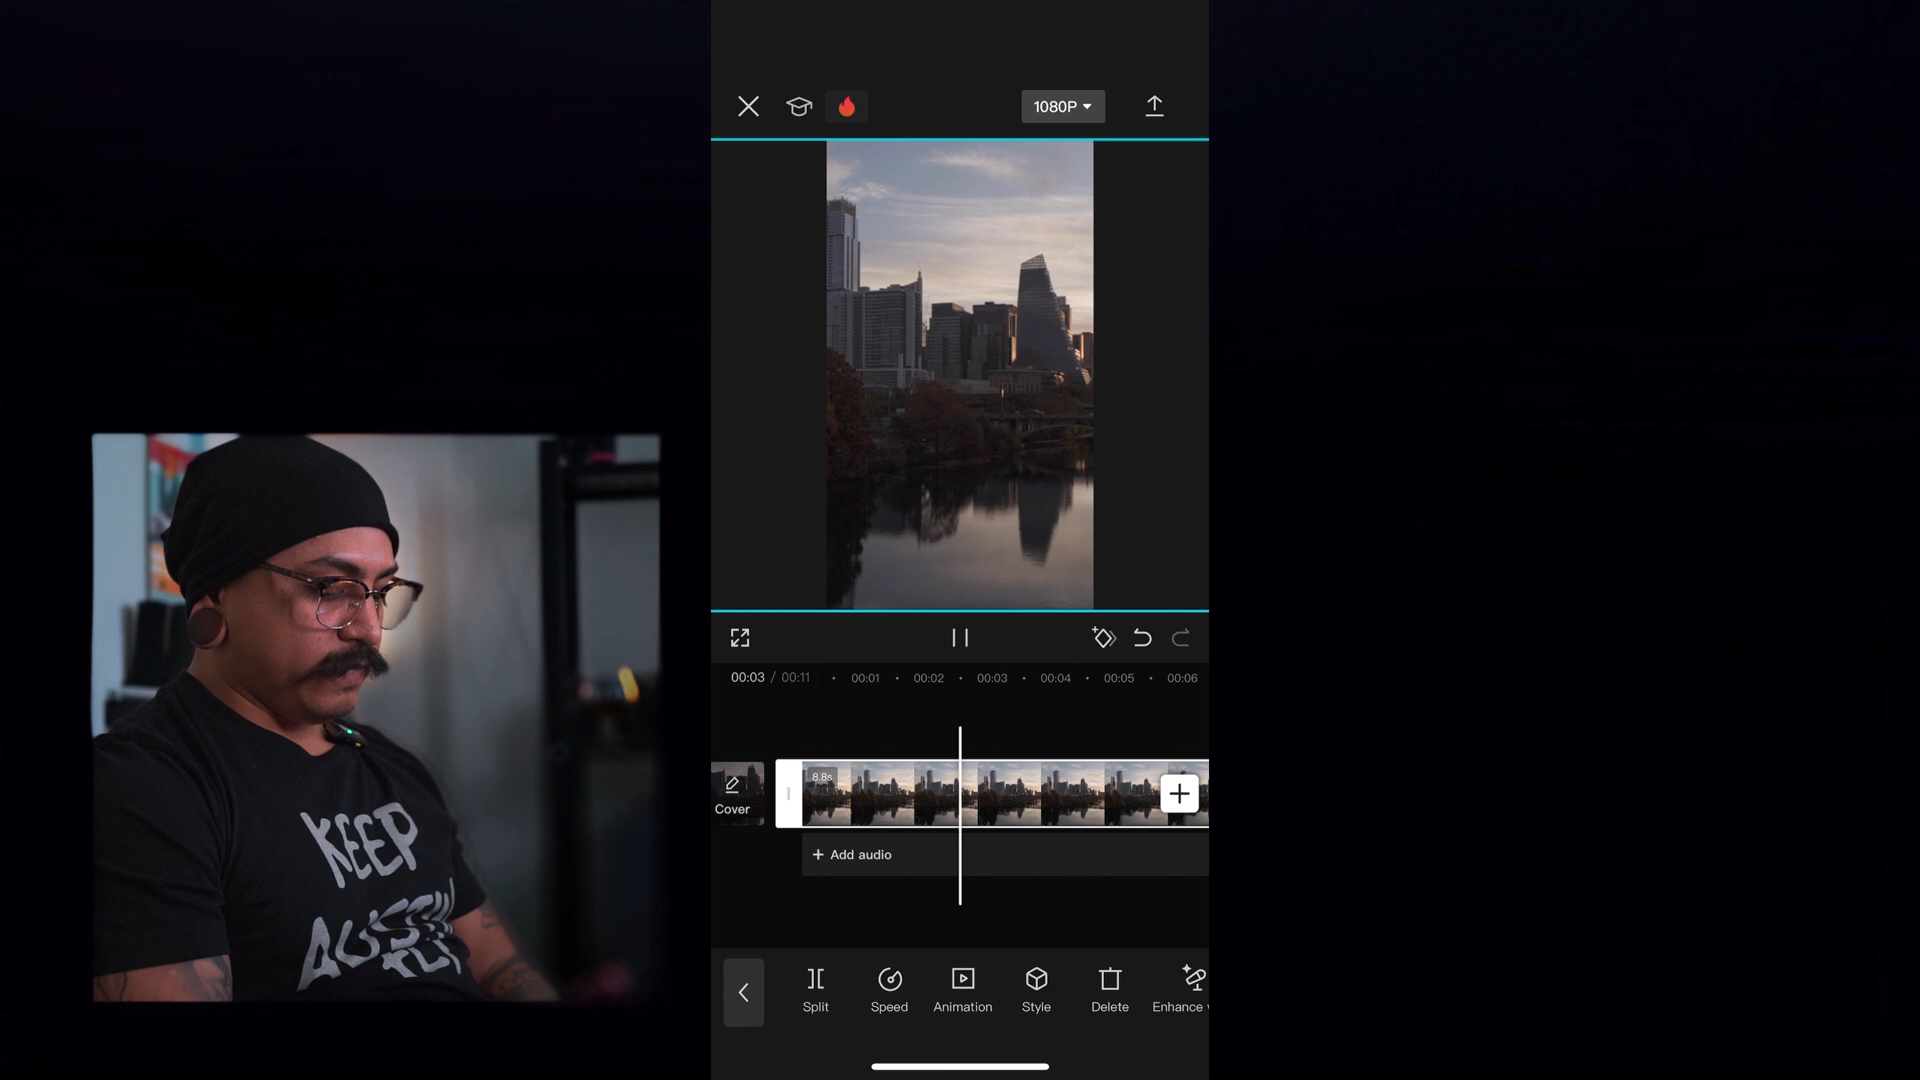 1080P
00:03 / 00:11
00:01
00:02
00:03
00:04
00:05
00:06
8.8s
Cover
+ Add audio
Split
Speed
Animation
Style
Delete
Enhance
KEEP
AUSTIN